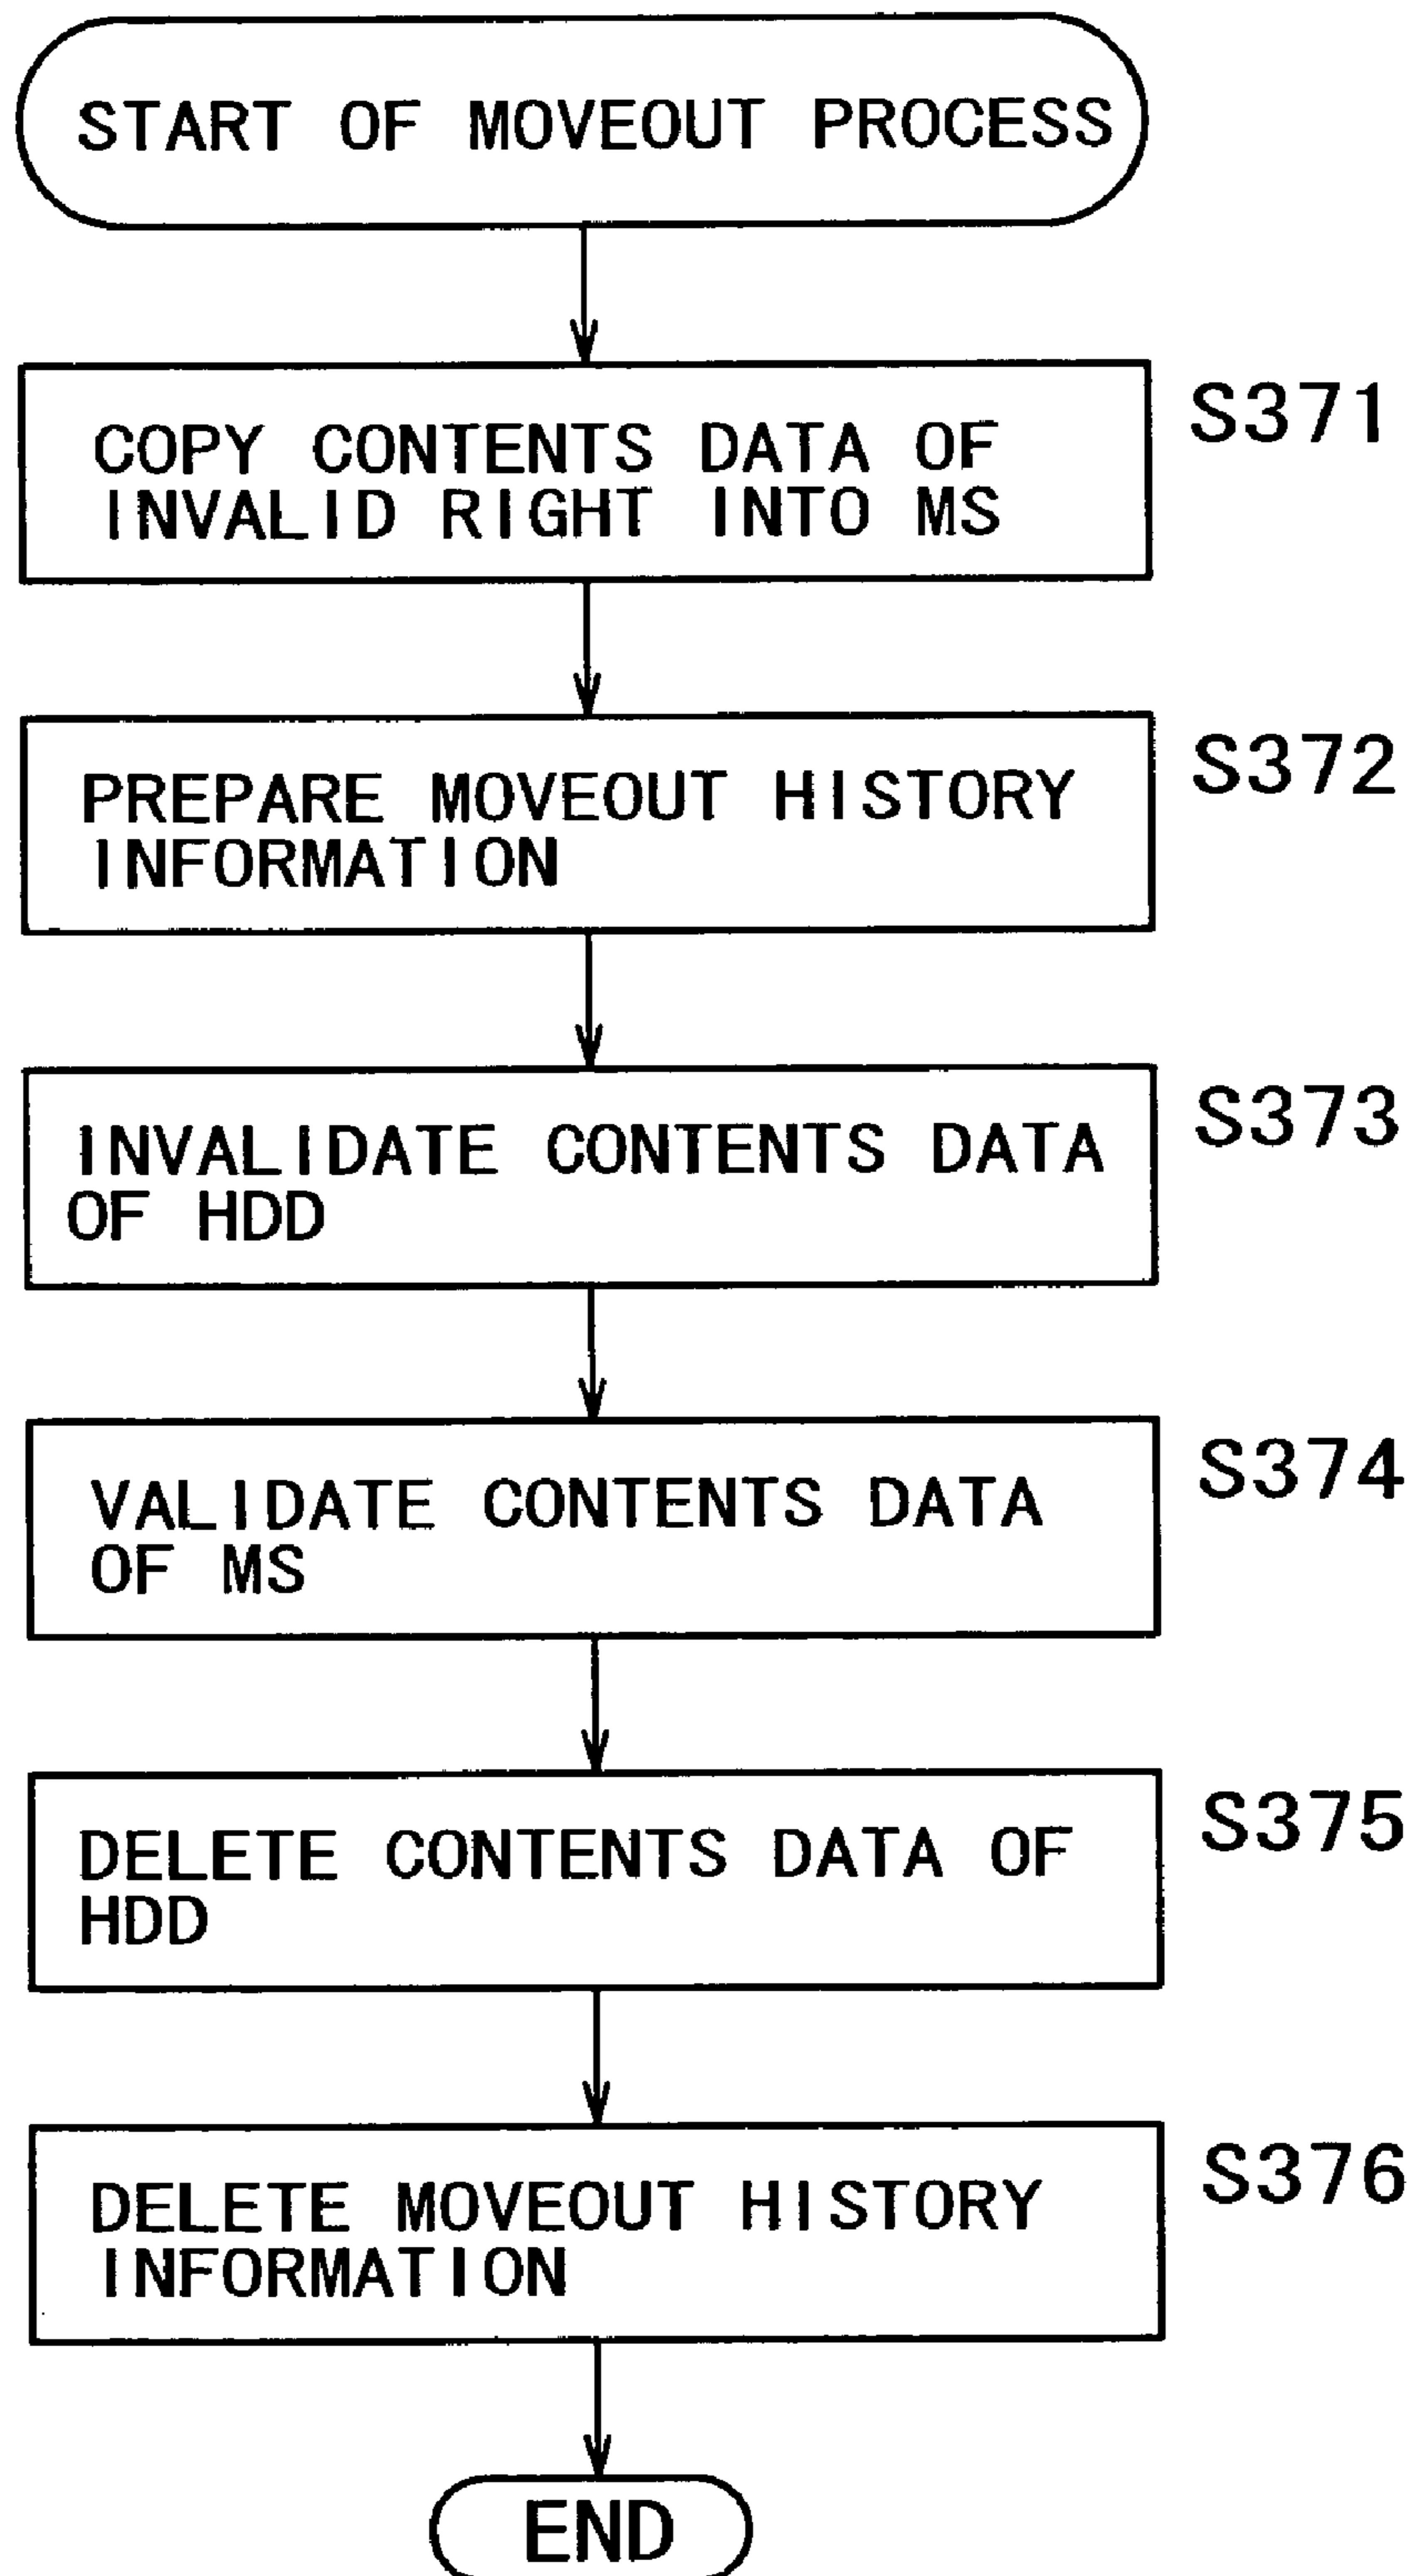 START OF MOVEOUT PROCESS
COPY CONTENTS DATA OF
INVALID RIGHT INTO MS
S371
PREPARE MOVEOUT HISTORY
INFORMATION
S372
INVALIDATE CONTENTS DATA
OF HDD
S373
VALIDATE CONTENTS DATA
OF MS
S374
DELETE CONTENTS DATA OF
HDD
S375
DELETE MOVEOUT HISTORY
INFORMATION
S376
END